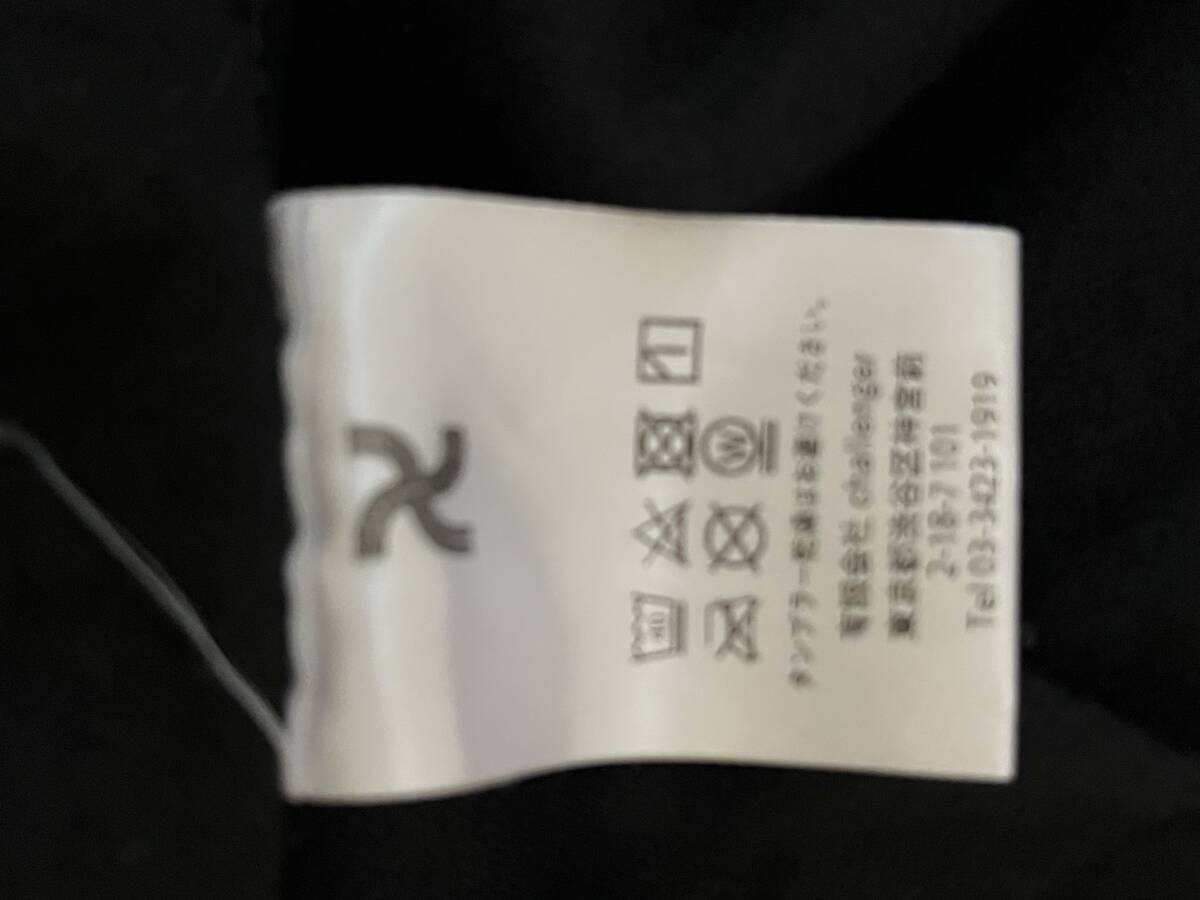 タンブラー乾燥はお避けください。
有限会社 challenger
東京都渋谷区神宮前
2-18-7 101
Tel 03-3423-1919